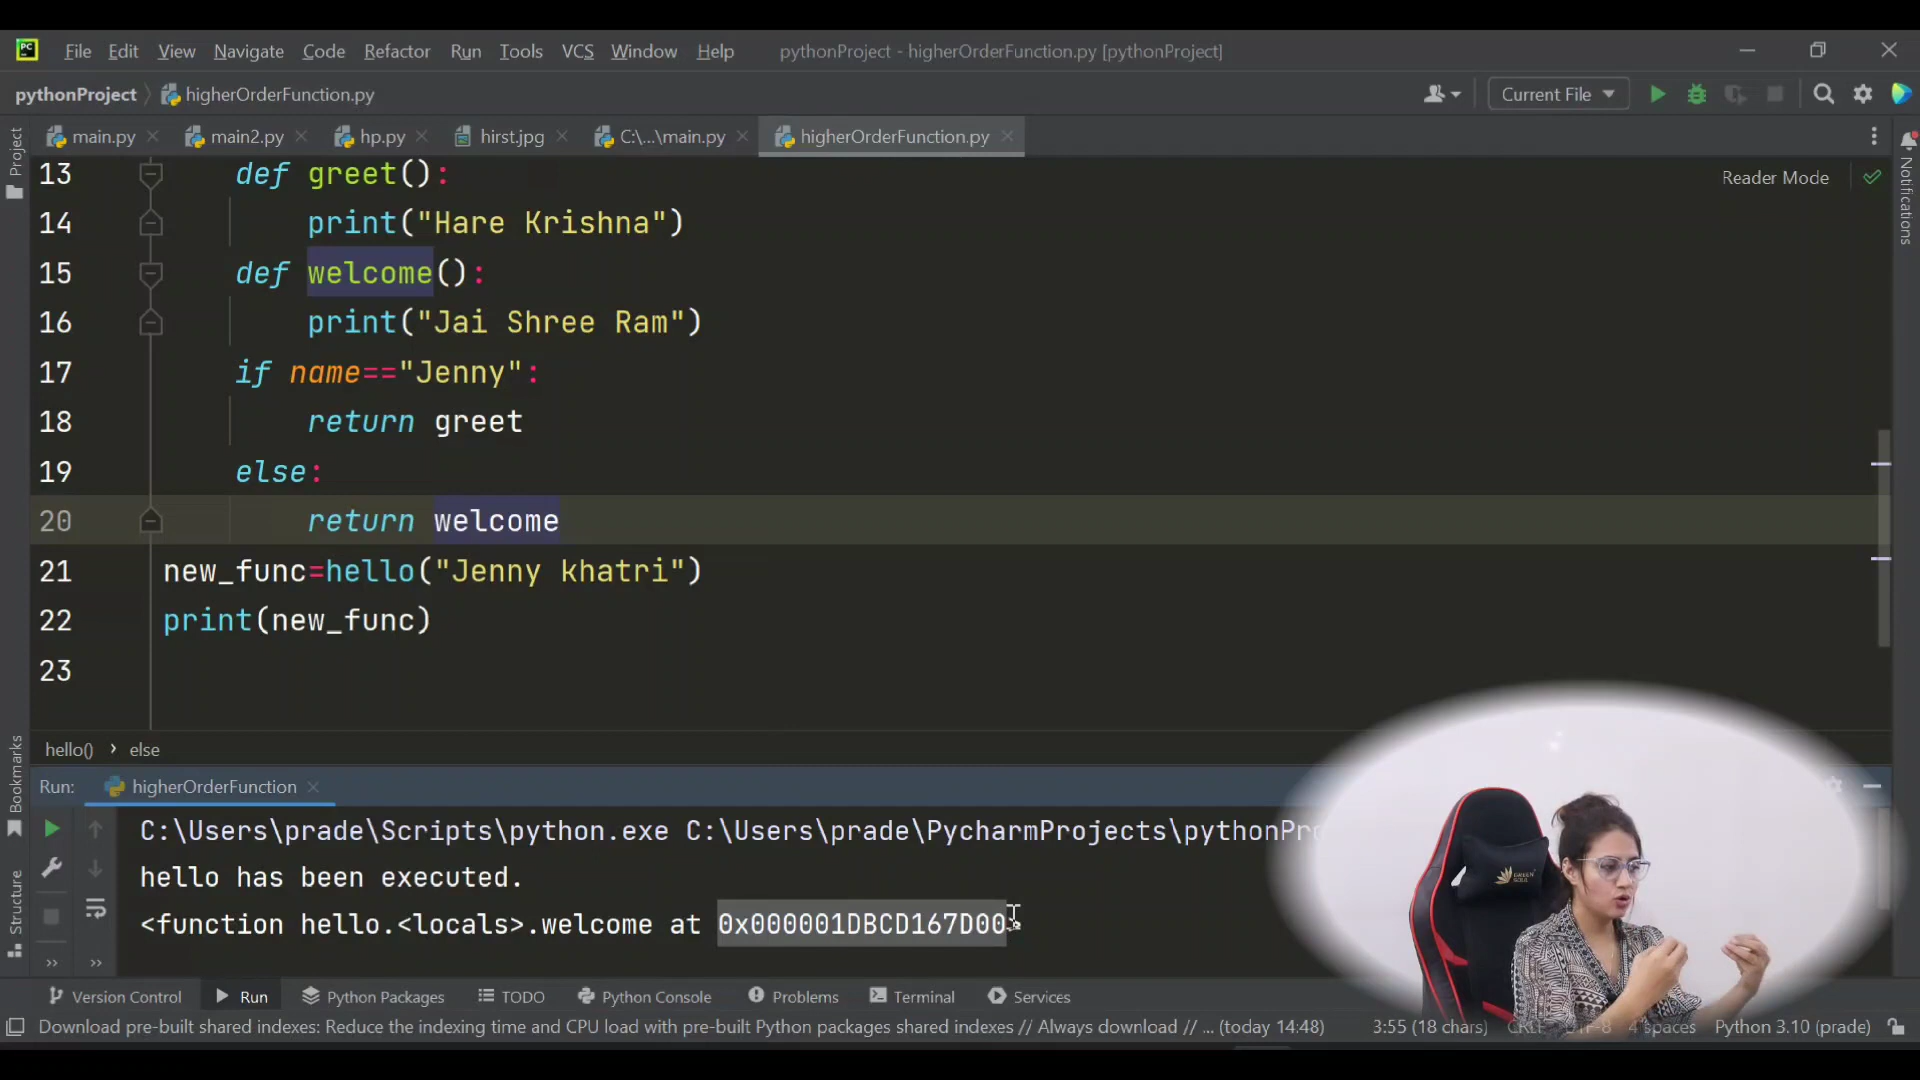 PC File Edit View Navigate Code Refactor Run Tools VCS Window Help pythonProject - higherOrderFunction.py [pythonProject]
pythonProject higherOrderFunction.py Current File
main.py main2.py hp.py hirst.jpg C:\...\main.py higherOrderFunction.py
Project
Notifications
Reader Mode
13 def greet():
14 print("Hare Krishna")
15 def welcome():
16 print("Jai Shree Ram")
17 if name=="Jenny":
18 return greet
19 else:
20 return welcome
21 new_func=hello("Jenny khatri")
22 print(new_func)
23
hello() › else
Bookmarks
Structure
Run: higherOrderFunction
C:\Users\prade\Scripts\python.exe C:\Users\prade\PycharmProjects\pythonPro
hello has been executed.
<function hello.<locals>.welcome at 0x000001DBCD167D00>
GREEN SOUL
Version Control Run Python Packages TODO Python Console Problems Terminal Services
Download pre-built shared indexes: Reduce the indexing time and CPU load with pre-built Python packages shared indexes // Always download // ... (today 14:48) 3:55 (18 chars) CRLF UTF-8 4 spaces Python 3.10 (prade)